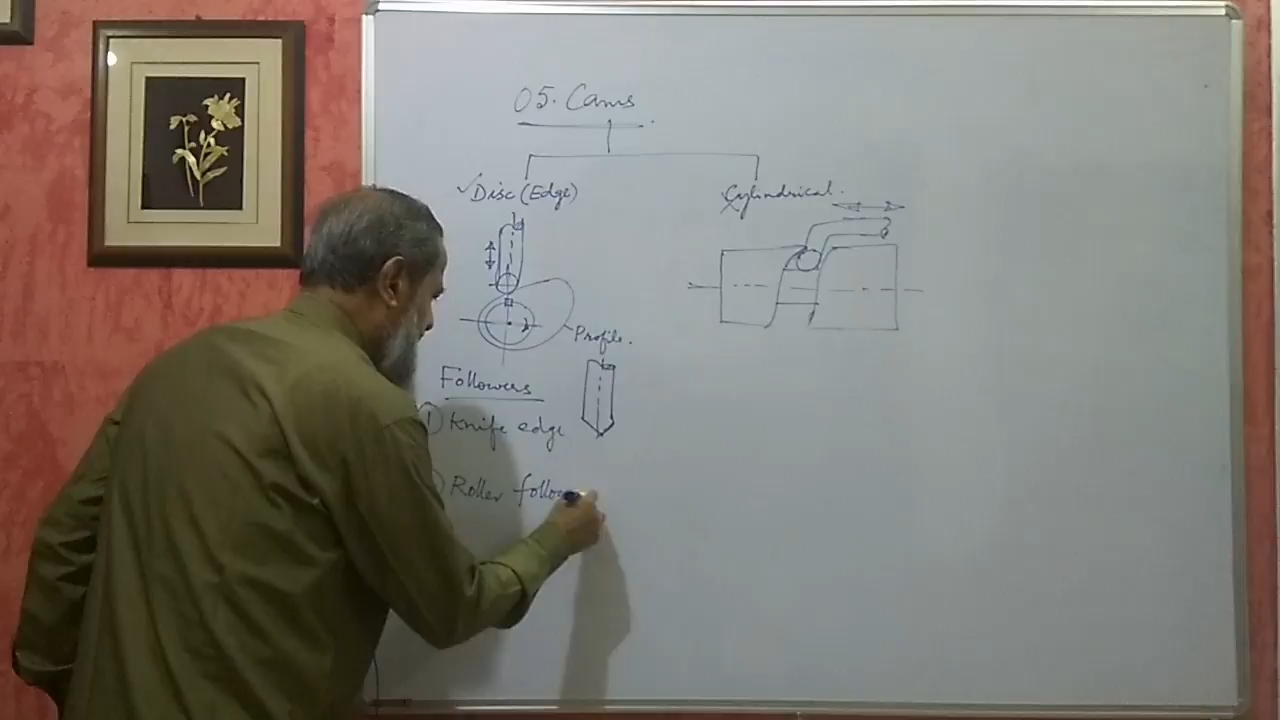 05. Cams
Disc (Edge)
Cylindrical.
Profile.
Followers
1 Knife edge
Roller follow